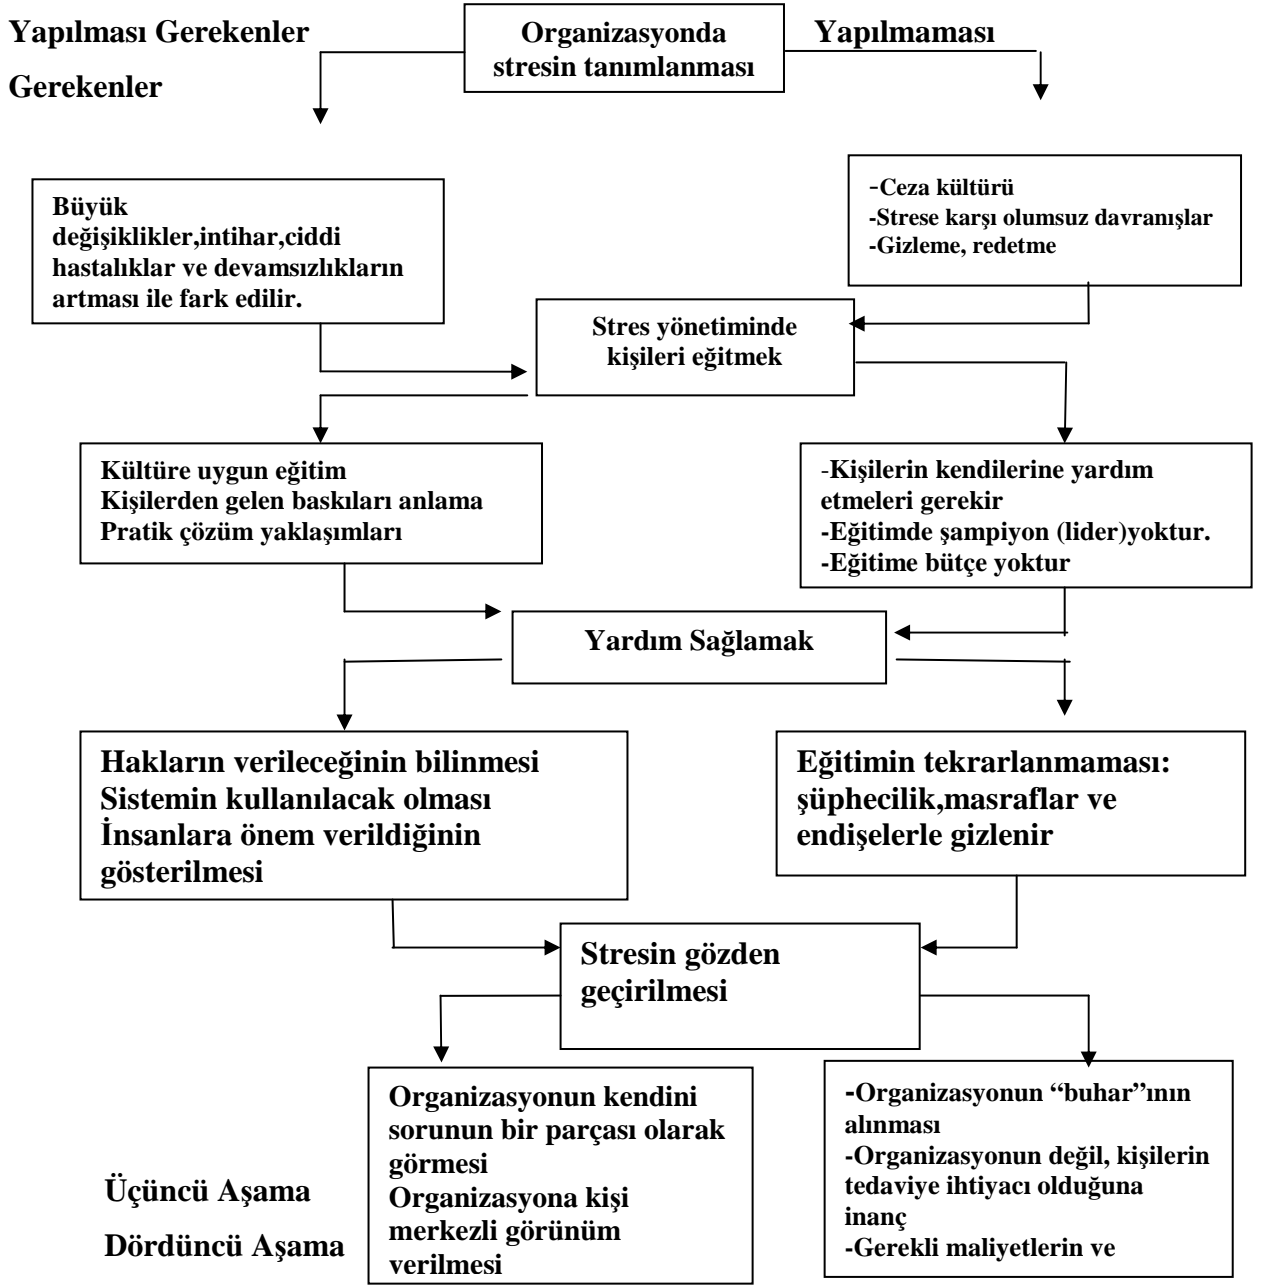 Yapılması Gerekenler
Organizasyonda
stresin tanımlanması
Yapılmaması
Gerekenler
Büyük
değişiklikler,intihar,ciddi
hastalıklar ve devamsızlıkların
artması ile fark edilir.
-Ceza kültürü
-Strese karşı olumsuz davranışlar
-Gizleme, redetme
Stres yönetiminde
kişileri eğitmek
Kültüre uygun eğitim
Kişilerden gelen baskıları anlama
Pratik çözüm yaklaşımları
-Kişilerin kendilerine yardım
etmeleri gerekir
-Eğitimde şampiyon (lider)yoktur.
-Eğitime bütçe yoktur
Yardım Sağlamak
Hakların verileceğinin bilinmesi
Sistemin kullanılacak olması
İnsanlara önem verildiğinin
gösterilmesi
Eğitimin tekrarlanmaması:
şüphecilik,masraflar ve
endişelerle gizlenir
Stresin gözden
geçirilmesi
Organizasyonun kendini
sorunun bir parçası olarak
görmesi
Organizasyona kişi
merkezli görünüm
verilmesi
-Organizasyonun “buhar”ının
alınması
-Organizasyonun değil, kişilerin
tedaviye ihtiyacı olduğuna
inanç
-Gerekli maliyetlerin ve
Üçüncü Aşama
Dördüncü Aşama